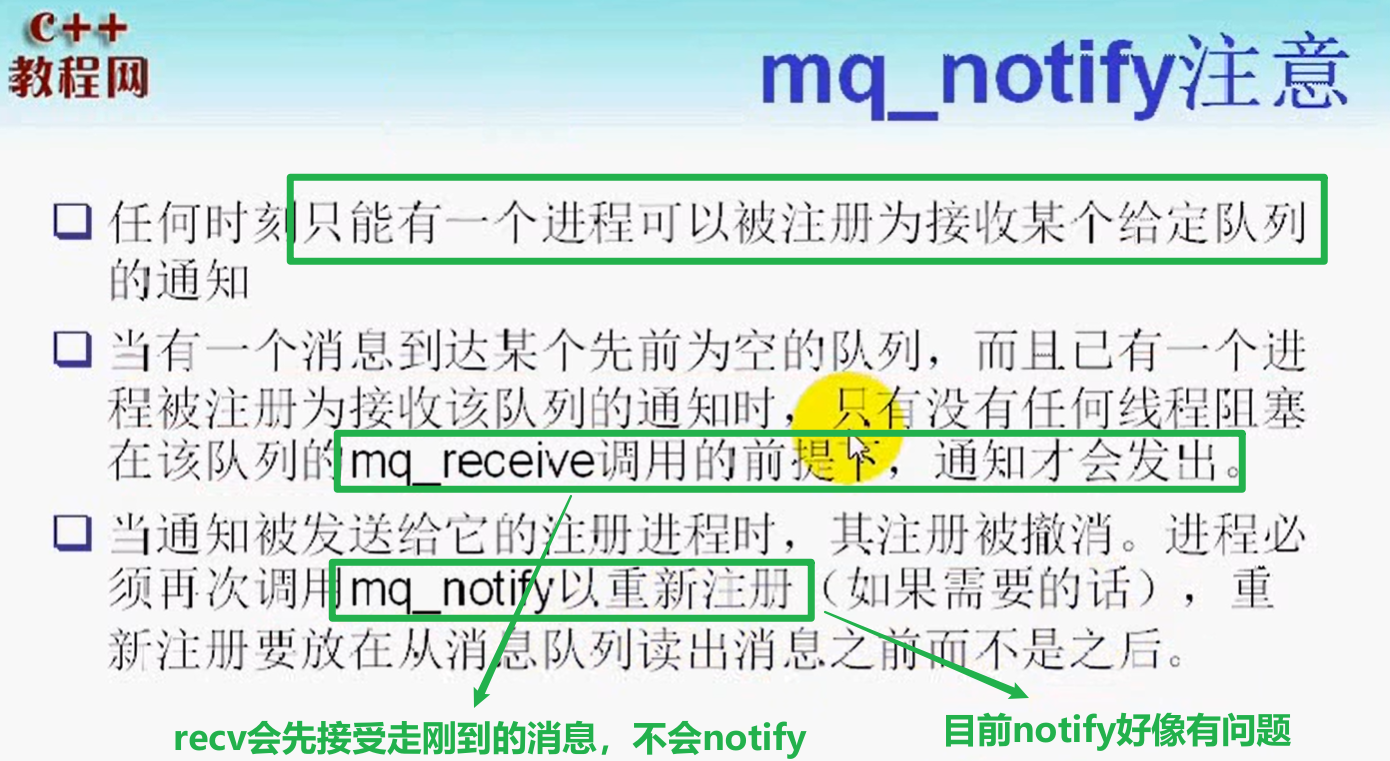 C++
教程网
mq_notify注意
任何时刻只能有一个进程可以被注册为接收某个给定队列
的通知
当有一个消息到达某个先前为空的队列，而且已有一个进
程被注册为接收该队列的通知时，只有没有任何线程阻塞
在该队列的mq_receive调用的前提下，通知才会发出。
当通知被发送给它的注册进程时，其注册被撤消。进程必
须再次调用mq_notify以重新注册（如果需要的话），重
新注册要放在从消息队列读出消息之前而不是之后。
recv会先接受走刚到的消息，不会notify
目前notify好像有问题